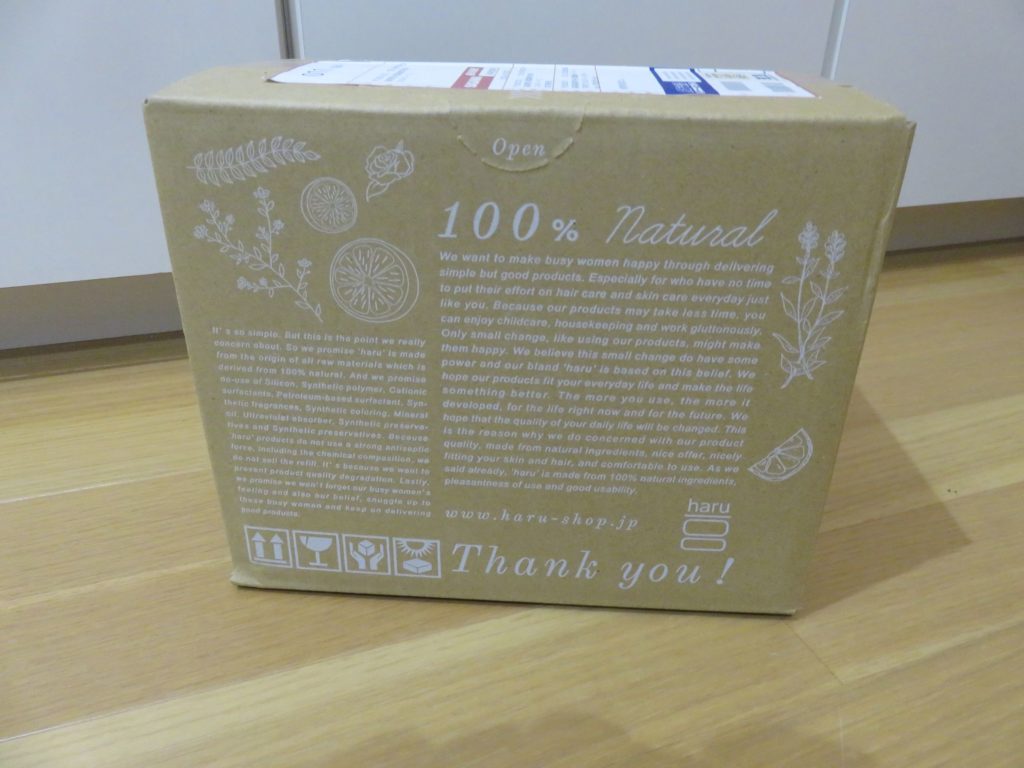 Open
100% Natural
We want to make busy women happy through delivering
simple but good products. Especially for who have no time
to put their effort on hair care and skin care everyday just
like you. Because our products may take less time, you
can enjoy childcare, housekeeping and work gluttonously.
Only small change, like using our products, might make
them happy. We believe this small change do have some
power and our bland 'haru' is based on this belief. We
hope our products fit your everyday life and make the life
something better. The more you use, the more it
developed, for the life right now and for the future. We
hope that the quality of your daily life will be changed. This
is the reason why we do concerned with our product
quality, made from natural ingredients, nice offer, nicely
fitting your skin and hair, and comfortable to use. As we
said already, 'haru' is made from 100% natural ingredients,
pleasantness of use and good usability.
It's so simple. But this is the point we really
concern about. So we promise 'haru' is made
from the origin of all raw materials which is
derived from 100% natural. And we promise
do-use of Silicon, Synthetic polymer, Cationic
surfactants, Petroleum-based surfactant, Syn-
thetic fragrances, Synthetic coloring, Mineral
oil, Ultraviolet absorber, Synthetic preserva-
tives and Synthetic preservatives. Because
'haru' products do not use a strong antiseptic
force, including the chemical composition, we
do not sell the refill. It's because we want to
prevent product quality degradation. Lastly,
we promise we won't forget our busy women's
feeling and also our belief, snuggle up to
these busy women and keep on delivering
good products.
www.haru-shop.jp
haru
Thank you!